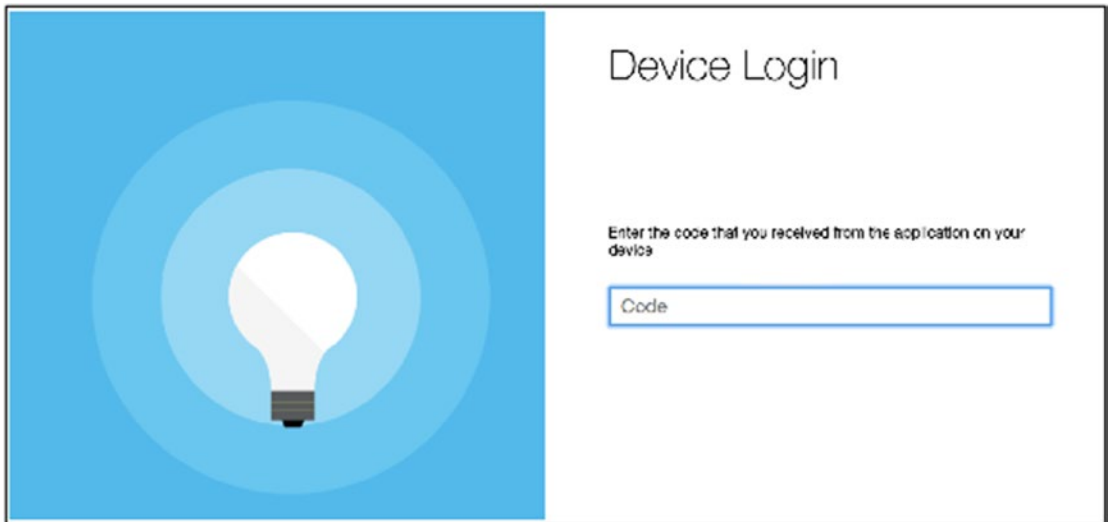 Device Login
Enter the code that you received from the application on your
device
Code